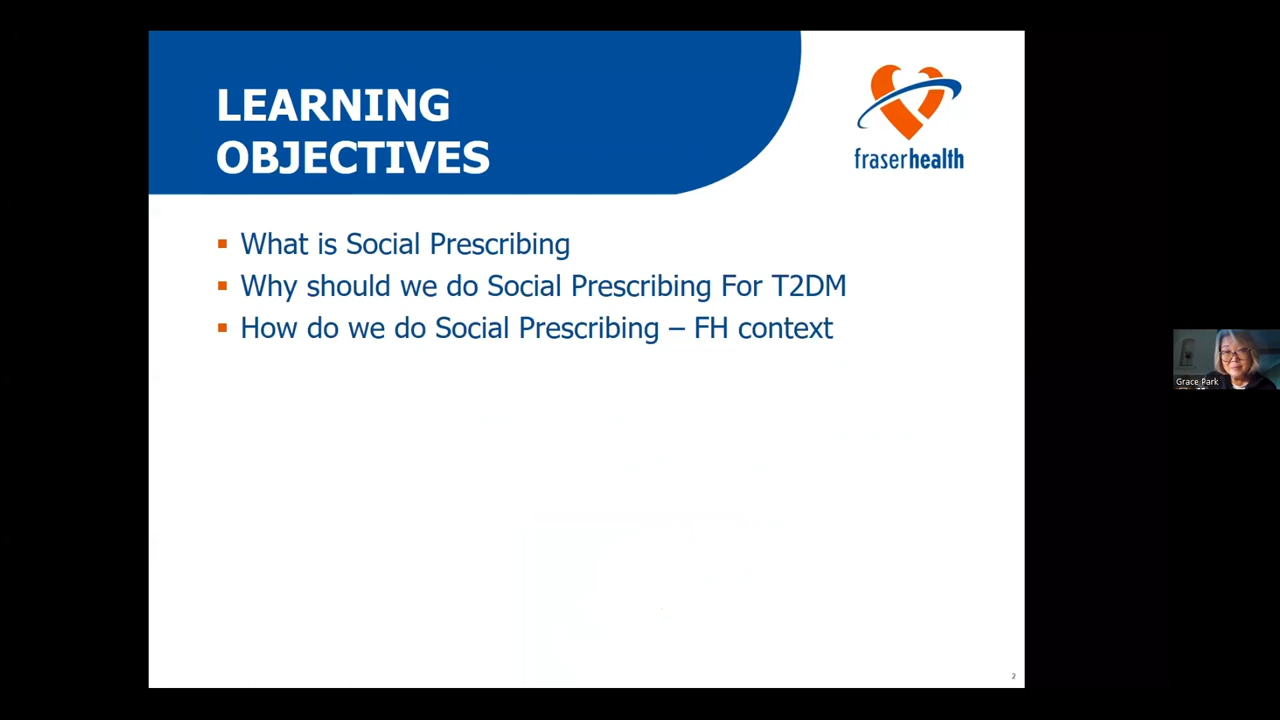 LEARNING
OBJECTIVES
fraserhealth
▪ What is Social Prescribing
▪ Why should we do Social Prescribing For T2DM
▪ How do we do Social Prescribing – FH context
Grace Park
2